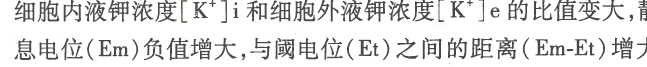 细胞内液钾浓度[K⁺]i 和细胞外液钾浓度[K⁺]e 的比值变大,静
息电位(Em)负值增大,与阈电位(Et)之间的距离(Em-Et)增大